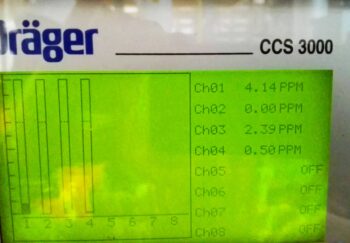 Dräger
CCS 3000
Ch01 4.14 PPM
Ch02 0.00 PPM
Ch03 2.39 PPM
Ch04 0.50 PPM
Ch05 OFF
Ch06 OFF
Ch07 OFF
Ch08 OFF
1 2 3 4 5 6 7 8